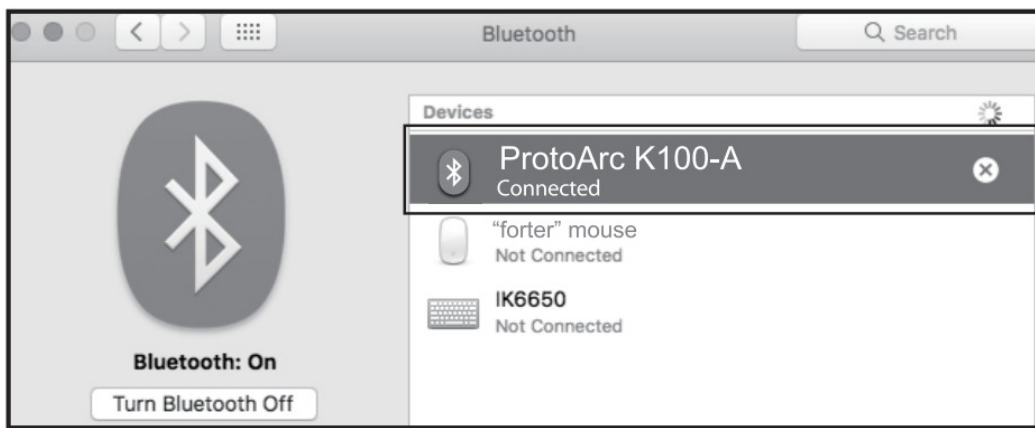 Bluetooth
Search
Devices
ProtoArc K100-A
Connected
“forter” mouse
Not Connected
IK6650
Not Connected
Bluetooth: On
Turn Bluetooth Off